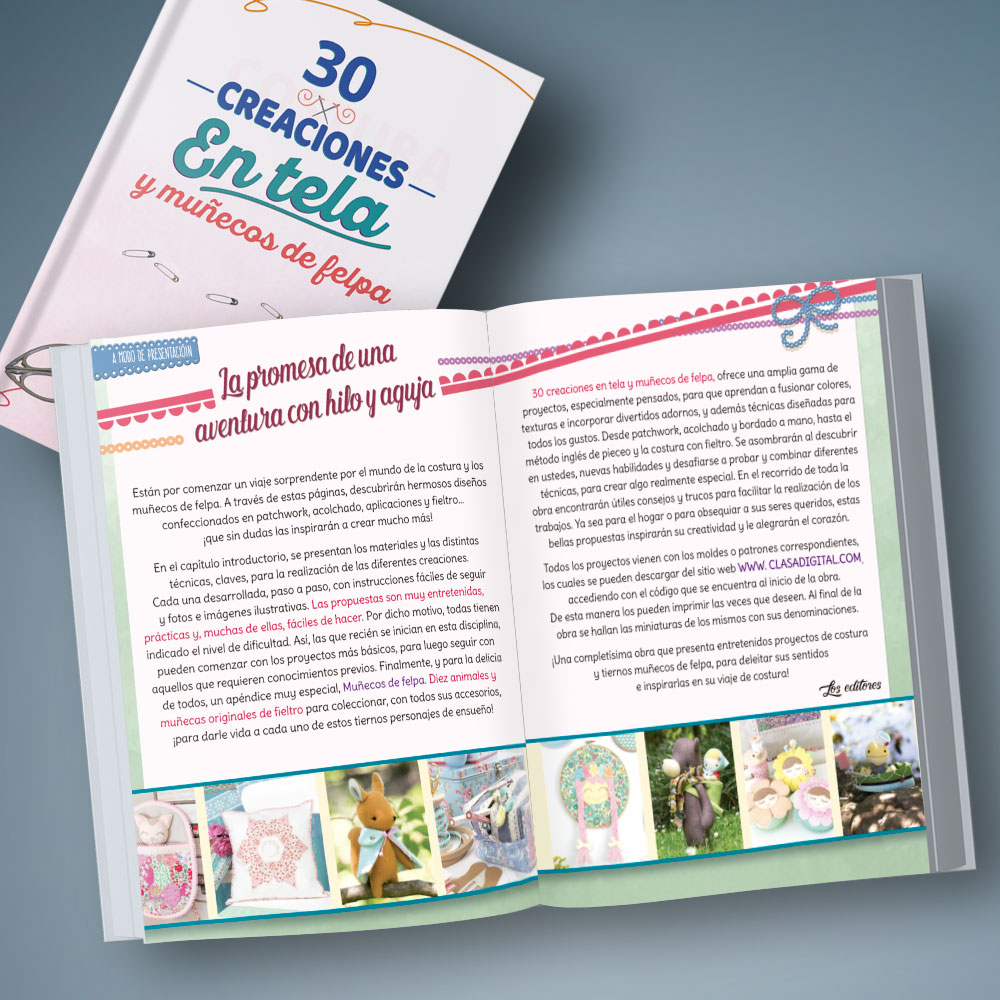 30
CREACIONES
En tela
y muñecos de felpa
A MODO DE PRESENTACIÓN
La promesa de una
aventura con hilo y aguja
Están por comenzar un viaje sorprendente por el mundo de la costura y los
muñecos de felpa. A través de estas páginas, descubrirán hermosos diseños
confeccionados en patchwork, acolchado, aplicaciones y fieltro...
¡que sin dudas las inspirarán a crear mucho más!
En el capítulo introductorio, se presentan los materiales y las distintas
técnicas, claves, para la realización de las diferentes creaciones.
Cada una desarrollada, paso a paso, con instrucciones fáciles de seguir
y fotos e imágenes ilustrativas. Las propuestas son muy entretenidas,
prácticas y, muchas de ellas, fáciles de hacer. Por dicho motivo, todas tienen
indicado el nivel de dificultad. Así, las que recién se inician en esta disciplina,
pueden comenzar con los proyectos más básicos, para luego seguir con
aquellos que requieren conocimientos previos. Finalmente, y para la delicia
de todos, un apéndice muy especial, Muñecos de felpa. Diez animales y
muñecas originales de fieltro para coleccionar, con todos sus accesorios,
¡para darle vida a cada uno de estos tiernos personajes de ensueño!
30 creaciones en tela y muñecos de felpa, ofrece una amplia gama de
proyectos, especialmente pensados, para que aprendan a fusionar colores,
texturas e incorporar divertidos adornos, y además técnicas diseñadas para
todos los gustos. Desde patchwork, acolchado y bordado a mano, hasta el
método inglés de pieceo y la costura con fieltro. Se asombrarán al descubrir
en ustedes, nuevas habilidades y desafiarse a probar y combinar diferentes
técnicas, para crear algo realmente especial. En el recorrido de toda la
obra encontrarán útiles consejos y trucos para facilitar la realización de los
trabajos. Ya sea para el hogar o para obsequiar a sus seres queridos, estas
bellas propuestas inspirarán su creatividad y le alegrarán el corazón.
Todos los proyectos vienen con los moldes o patrones correspondientes,
los cuales se pueden descargar del sitio web WWW. CLASADIGITAL.COM,
accediendo con el código que se encuentra al inicio de la obra.
De esta manera los pueden imprimir las veces que deseen. Al final de la
obra se hallan las miniaturas de los mismos con sus denominaciones.
¡Una completísima obra que presenta entretenidos proyectos de costura
y tiernos muñecos de felpa, para deleitar sus sentidos
e inspirarlas en su viaje de costura!
Los editores